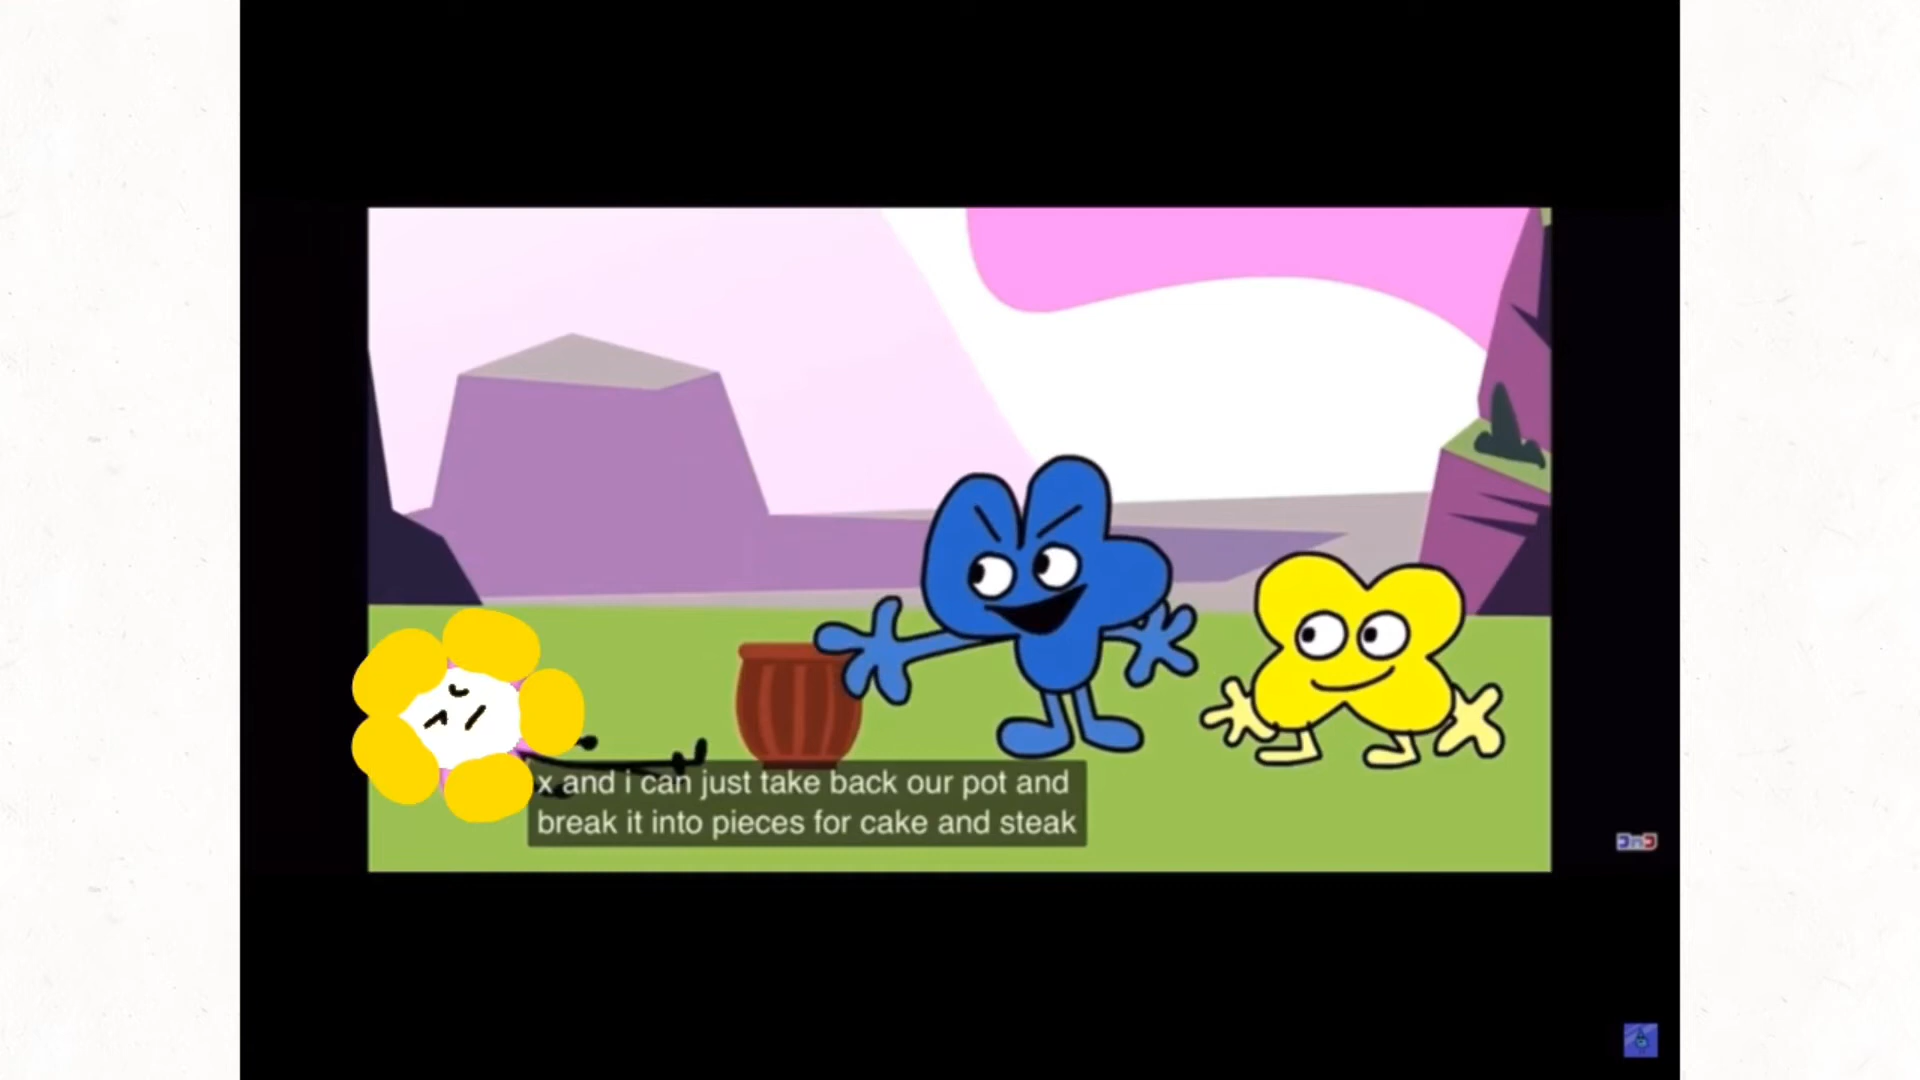 x and i can just take back our pot and
break it into pieces for cake and steak